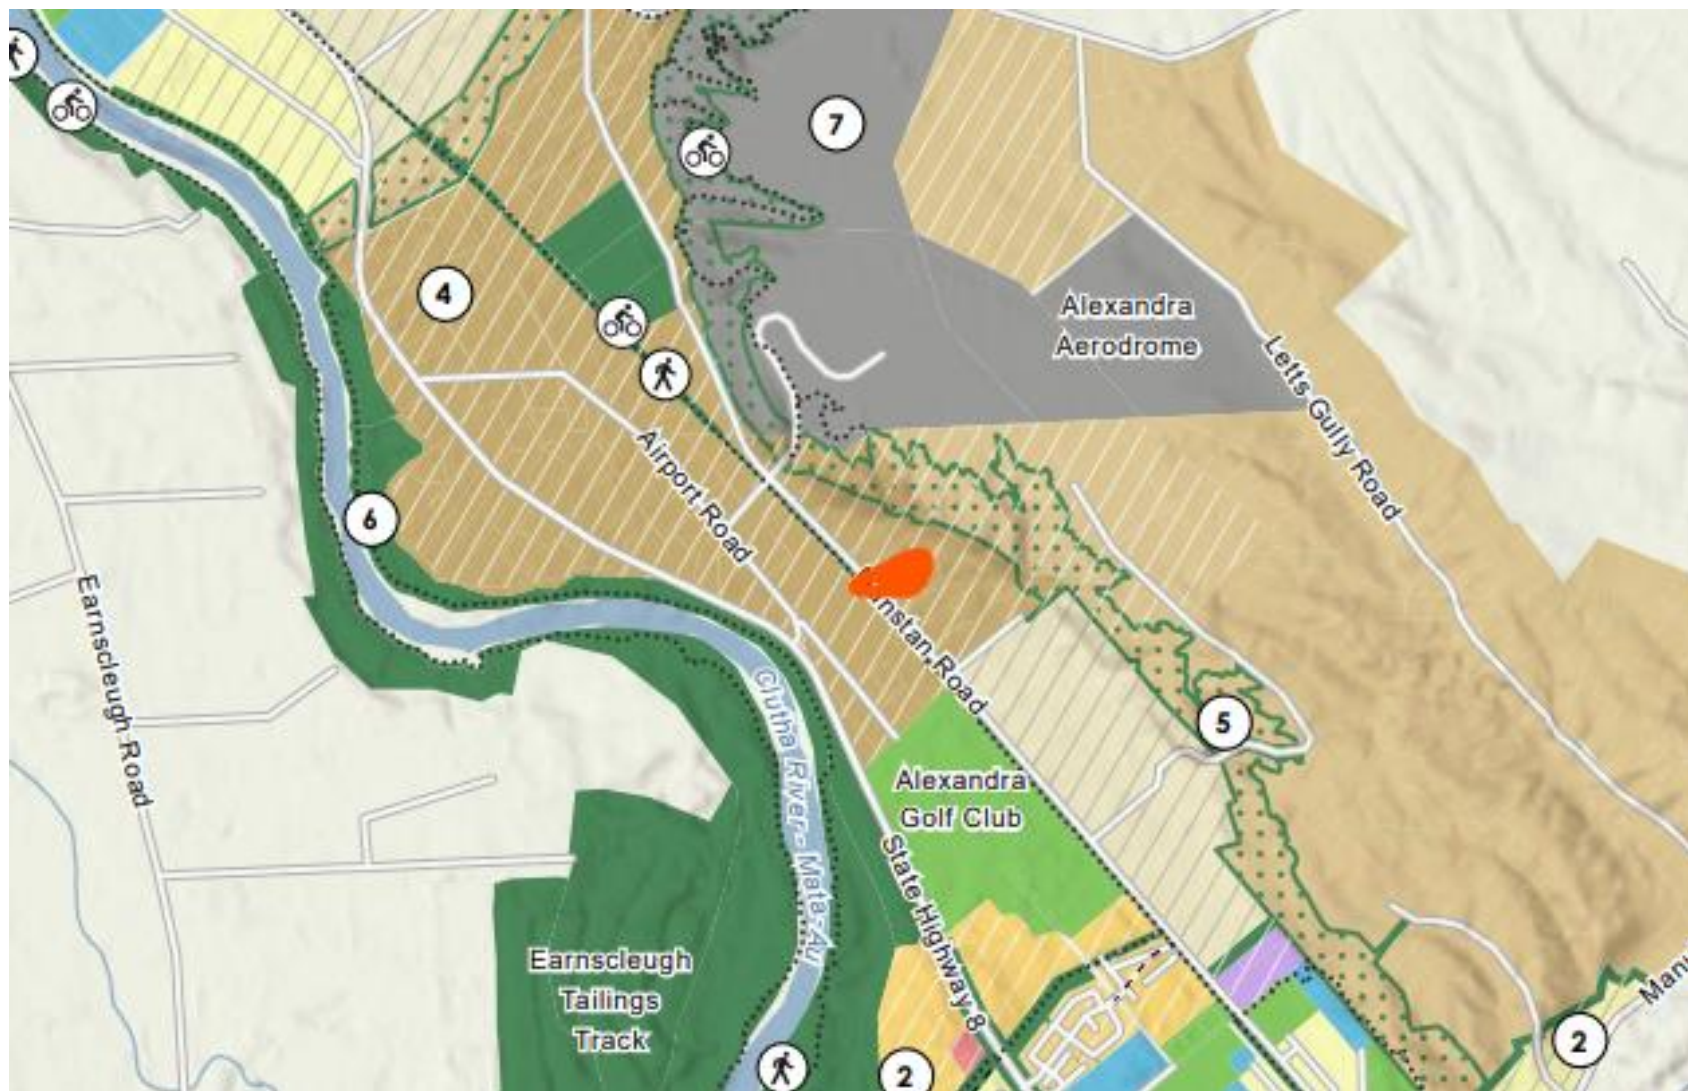 7
4
Alexandra
Aerodrome
Letts Gully Road
Airport Road
6
Earnscleugh Road
nstan Road
Clutha River - Mata-Au
5
Alexandra
Golf Club
State Highway 8
Earnscleugh
Tailings
Track
2
2